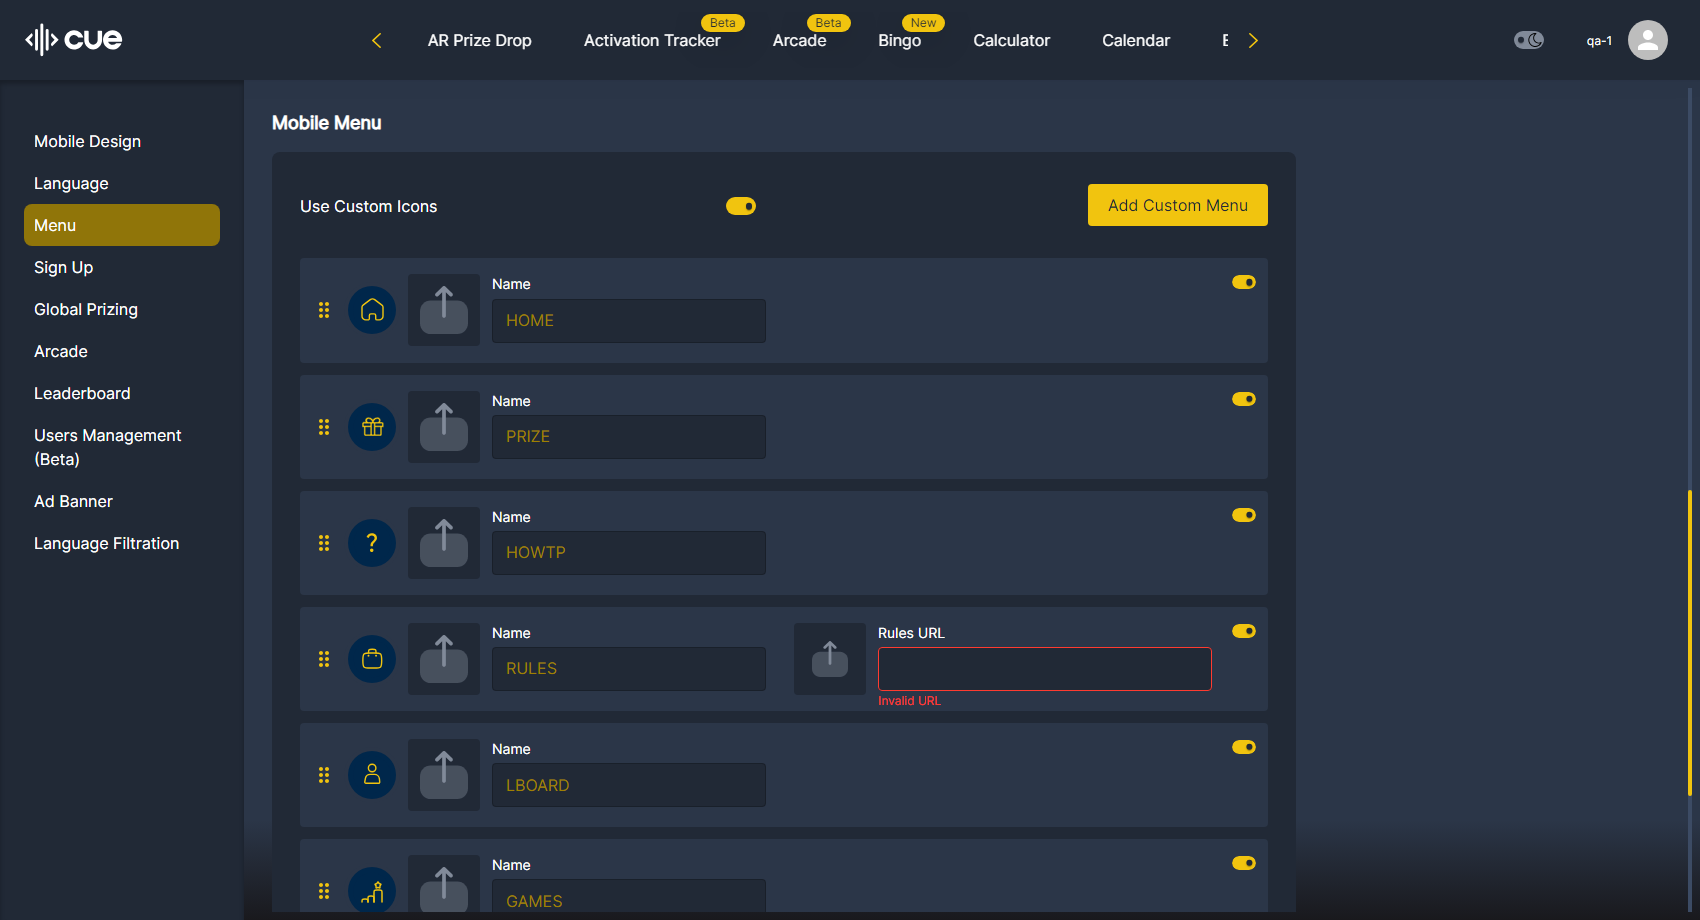 cue
AR Prize Drop
Activation Tracker
Beta
Arcade
Beta
Bingo
New
Calculator
Calendar
qa-1
Mobile Design
Language
Menu
Sign Up
Global Prizing
Arcade
Leaderboard
Users Management
(Beta)
Ad Banner
Language Filtration
Mobile Menu
Use Custom Icons
Add Custom Menu
Name
HOME
Name
PRIZE
Name
HOWTP
Name
RULES
Rules URL
Invalid URL
Name
LBOARD
Name
GAMES